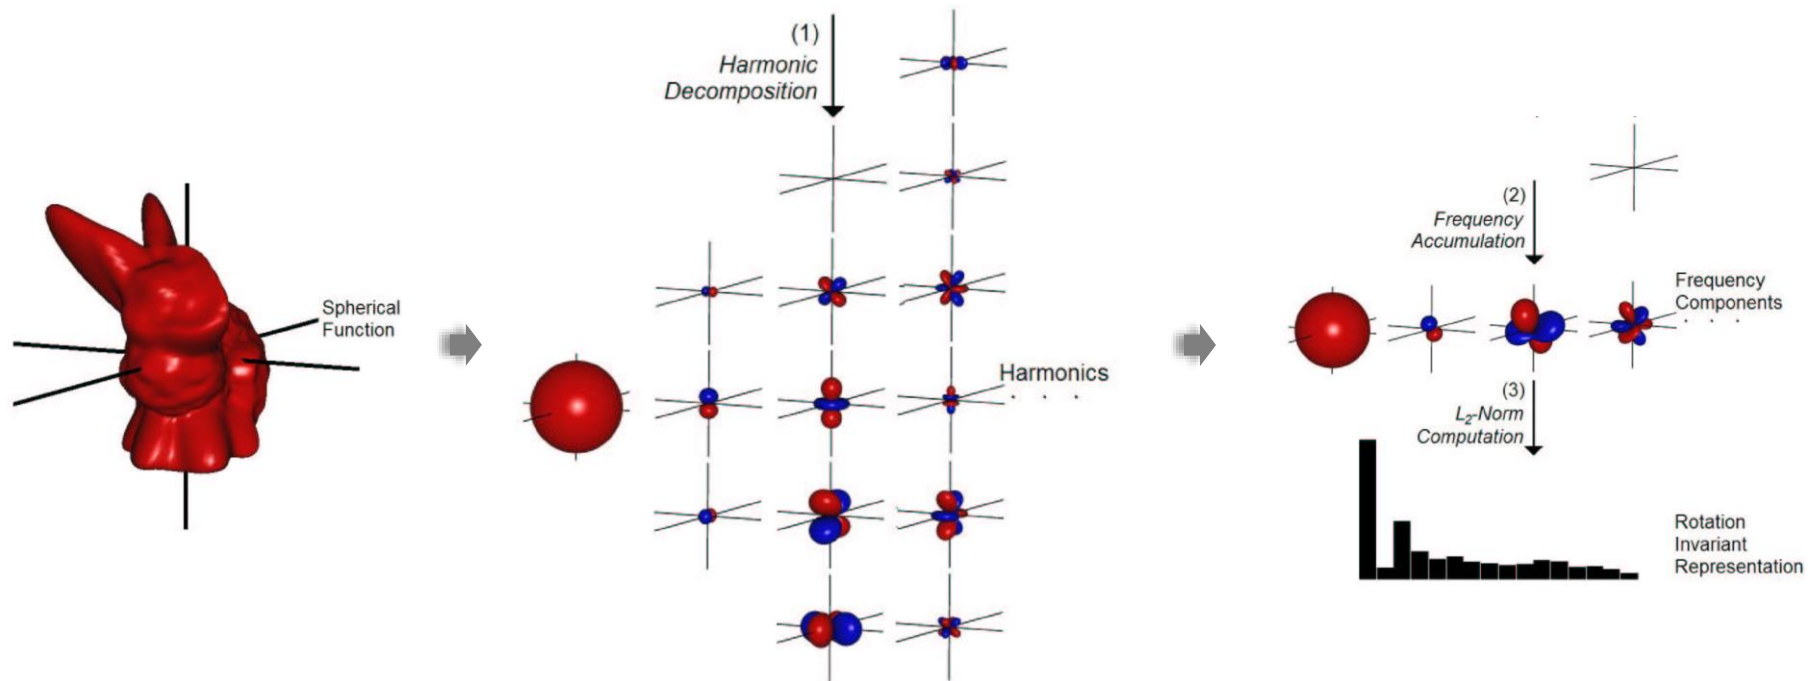 Spherical
Function
(1)
Harmonic
Decomposition
Harmonics
. . .
(2)
Frequency
Accumulation
Frequency
Components
. . . .
(3)
L₂-Norm
Computation
Rotation
Invariant
Representation